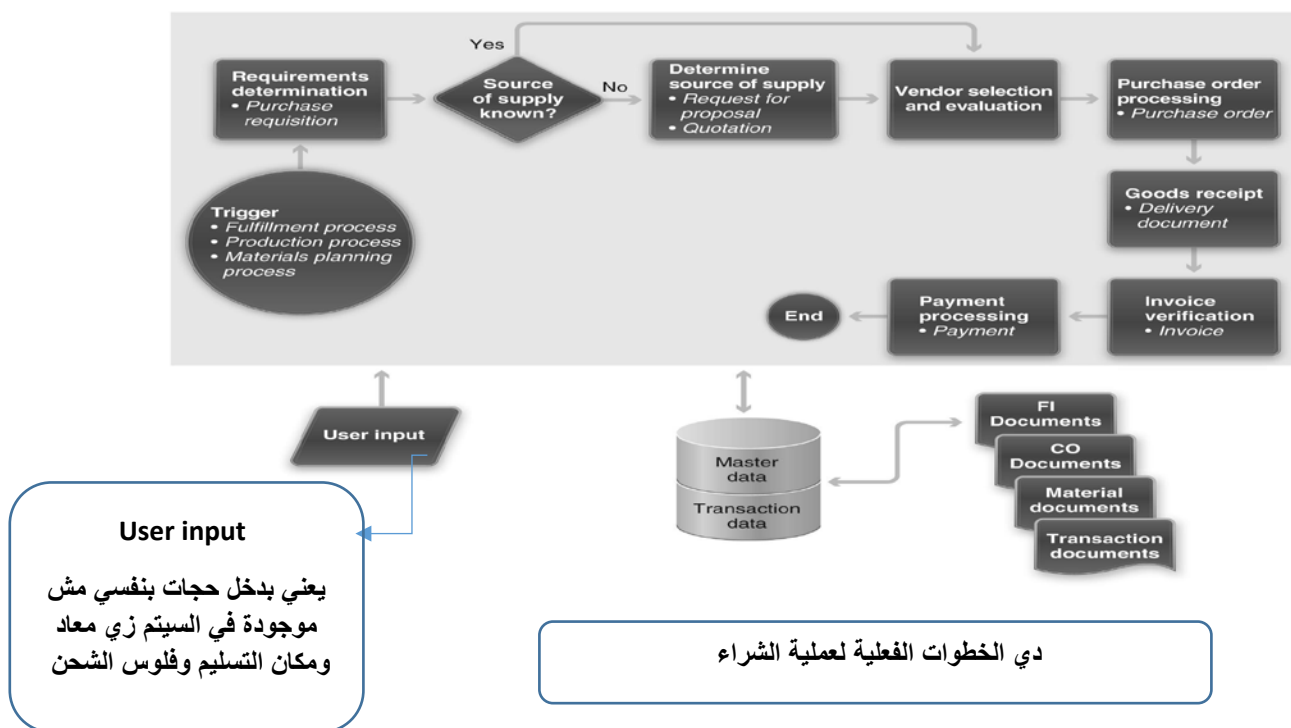 Yes
Requirements
determination
• Purchase
requisition
Source
of supply
known?
No
Determine
source of supply
• Request for
proposal
• Quotation
Vendor selection
and evaluation
Purchase order
processing
• Purchase order
Trigger
• Fulfillment process
• Production process
• Materials planning
process
Goods receipt
• Delivery
document
End
Payment
processing
• Payment
Invoice
verification
• Invoice
User input
Master
data
Transaction
data
FI
Documents
CO
Documents
Material
documents
Transaction
documents
User input
يعني بدخل حجات بنفسي مش
موجودة في السيتم زي معاد
ومكان التسليم وفلوس الشحن
دي الخطوات الفعلية لعملية الشراء